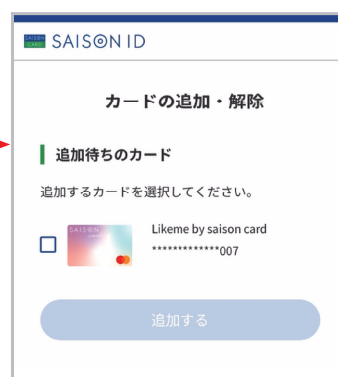 SAISON CARD
SAISON ID
カードの追加・解除
追加待ちのカード
追加するカードを選択してください。
SAISON
Likeme by saison card
*************007
追加する